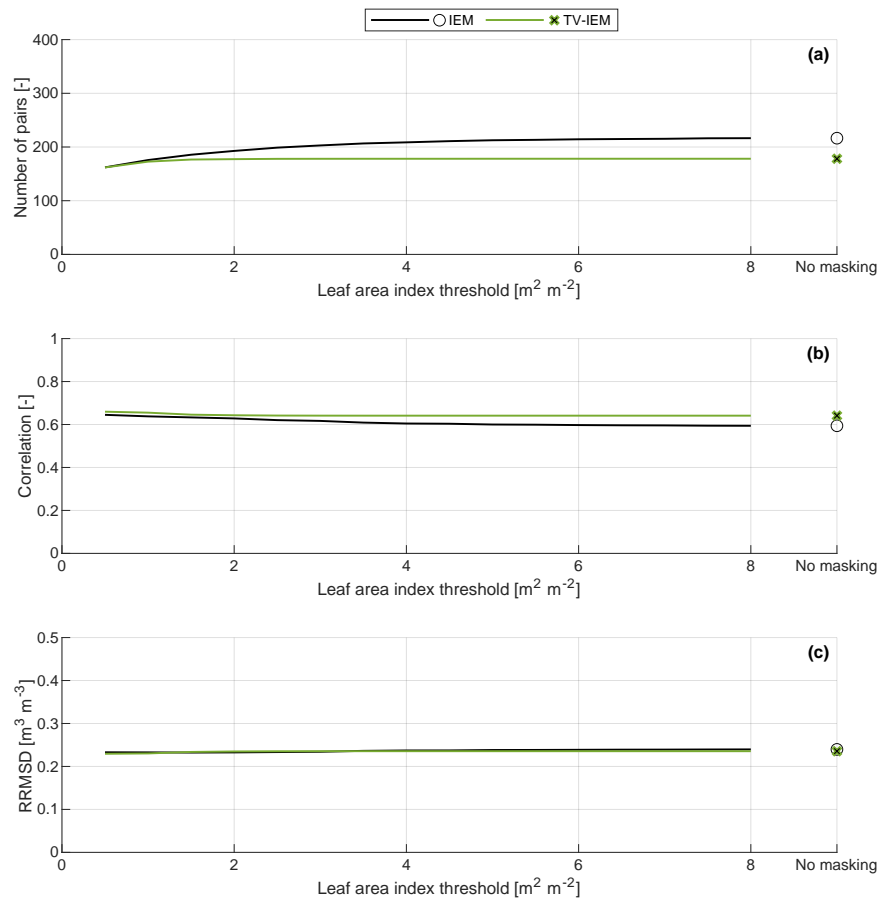 IEM TV-IEM
(a)
400
300
200
100
0
Number of pairs [-]
0 2 4 6 8 No masking
Leaf area index threshold [m² m⁻²]
(b)
1
0.8
0.6
0.4
0.2
0
Correlation [-]
0 2 4 6 8 No masking
Leaf area index threshold [m² m⁻²]
(c)
0.5
0.4
0.3
0.2
0.1
0
RRMSD [m³ m⁻³]
0 2 4 6 8 No masking
Leaf area index threshold [m² m⁻²]